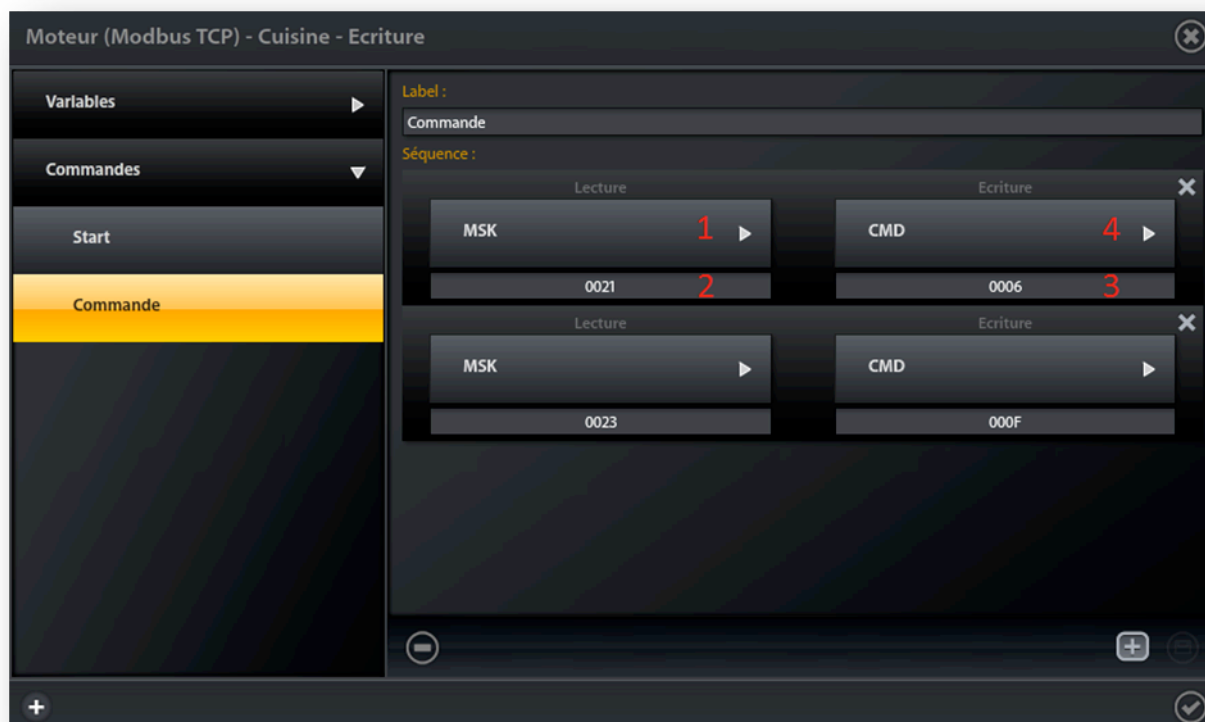 Moteur (Modbus TCP) - Cuisine - Ecriture
Variables
Commandes
Start
Commande
Label :
Commande
Séquence :
Lecture Ecriture
MSK 1 CMD 4
0021 2 0006 3
Lecture Ecriture
MSK CMD
0023 000F